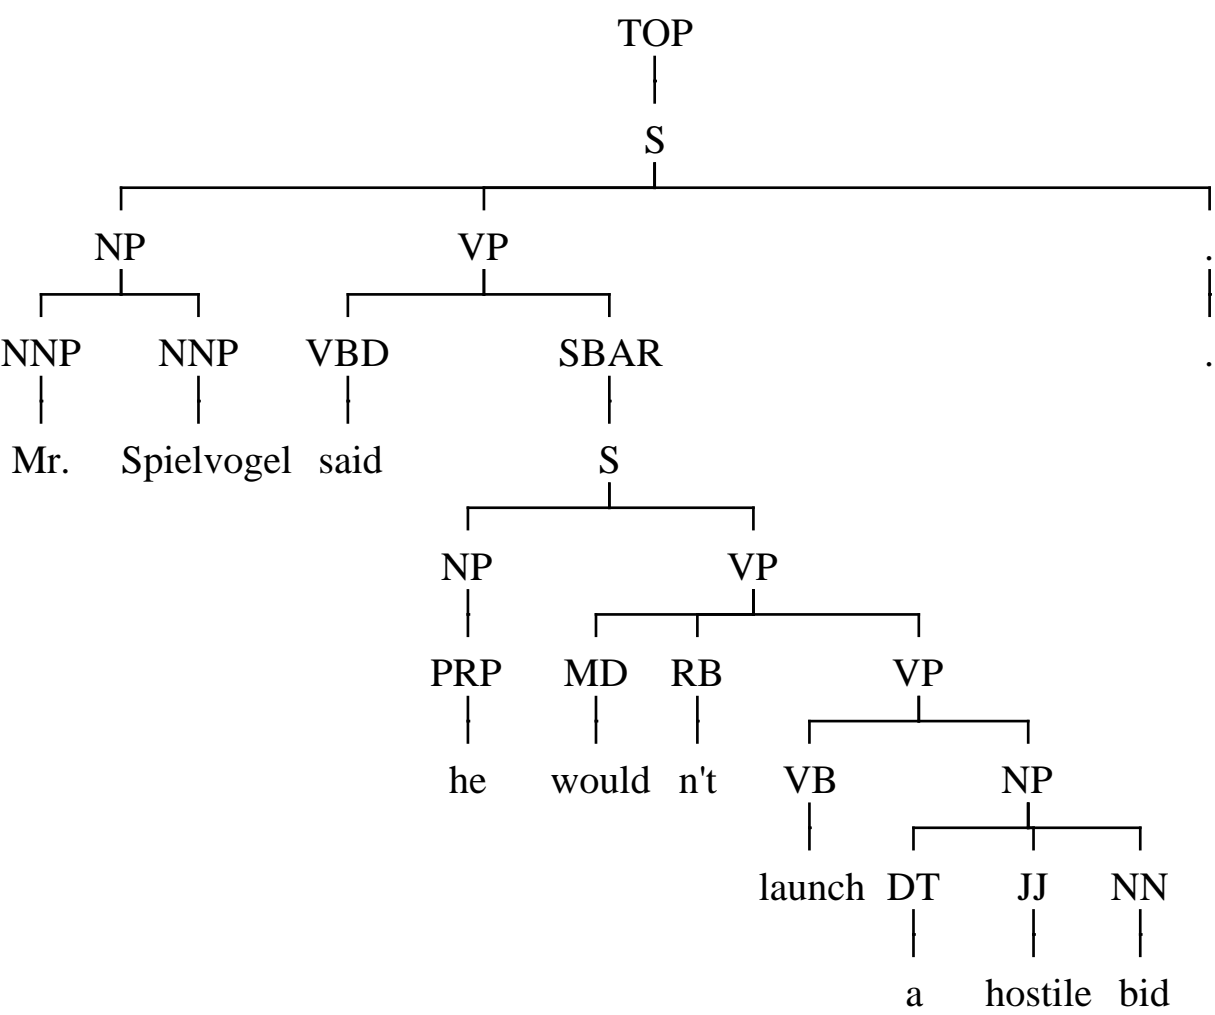 TOP
S
NP VP .
NNP NNP VBD SBAR .
Mr. Spielvogel said S
NP VP
PRP MD RB VP
he would n't VB NP
launch DT JJ NN
a hostile bid